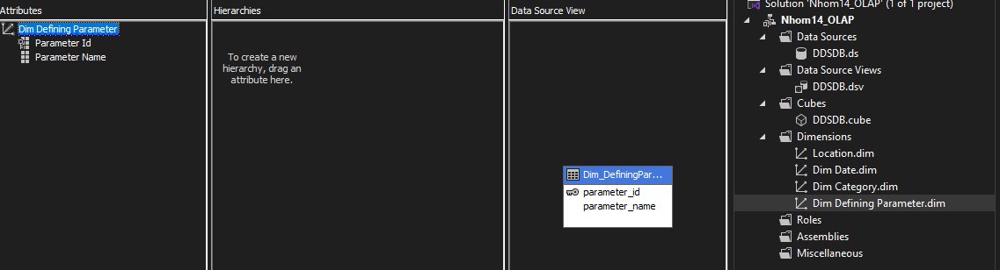 Attributes
Dim Defining Parameter
Parameter Id
Parameter Name
Hierarchies
To create a new
hierarchy, drag an
attribute here.
Data Source View
Dim_DefiningPar...
parameter_id
parameter_name
Solution 'Nhom14_OLAP' (1 of 1 project)
Nhom14_OLAP
Data Sources
DDSDB.ds
Data Source Views
DDSDB.dsv
Cubes
DDSDB.cube
Dimensions
Location.dim
Dim Date.dim
Dim Category.dim
Dim Defining Parameter.dim
Roles
Assemblies
Miscellaneous